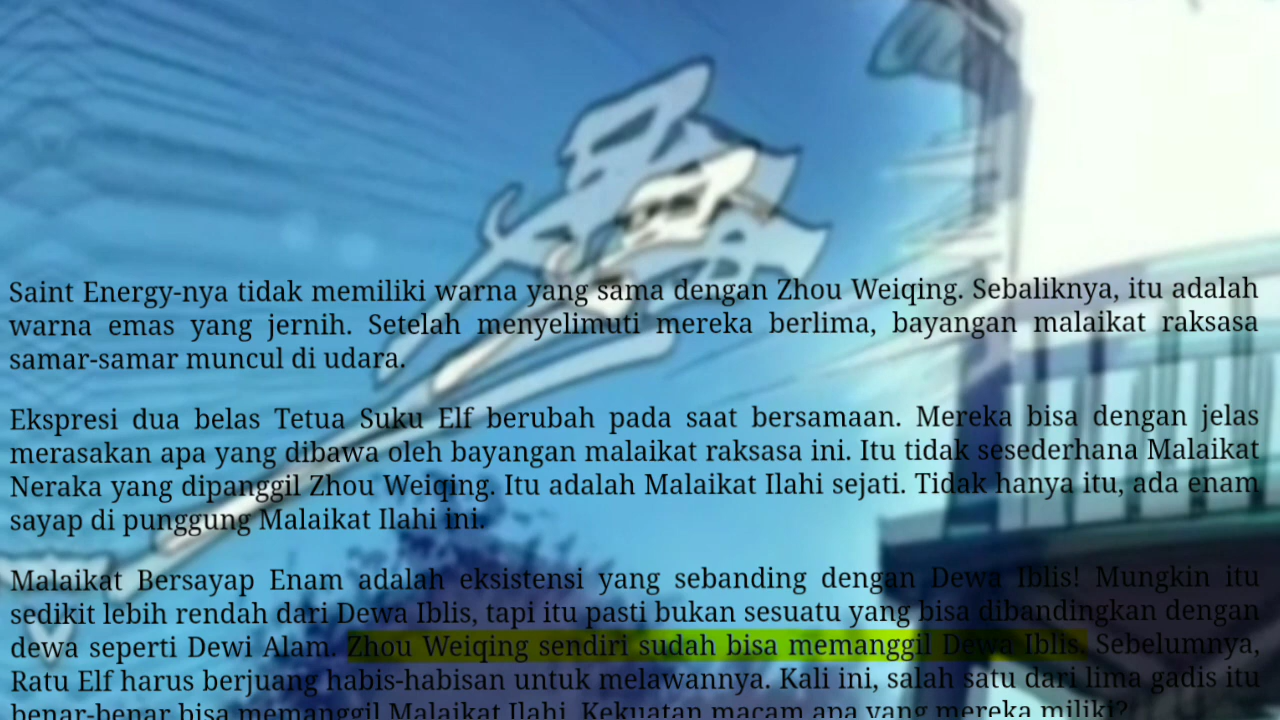 Saint Energy-nya tidak memiliki warna yang sama dengan Zhou Weiqing. Sebaliknya, itu adalah
warna emas yang jernih. Setelah menyelimuti mereka berlima, bayangan malaikat raksasa
samar-samar muncul di udara.
Ekspresi dua belas Tetua Suku Elf berubah pada saat bersamaan. Mereka bisa dengan jelas
merasakan apa yang dibawa oleh bayangan malaikat raksasa ini. Itu tidak sesederhana Malaikat
Neraka yang dipanggil Zhou Weiqing. Itu adalah Malaikat Ilahi sejati. Tidak hanya itu, ada enam
sayap di punggung Malaikat Ilahi ini.
Malaikat Bersayap Enam adalah eksistensi yang sebanding dengan Dewa Iblis! Mungkin itu
sedikit lebih rendah dari Dewa Iblis, tapi itu pasti bukan sesuatu yang bisa dibandingkan dengan
dewa seperti Dewi Alam. Zhou Weiqing sendiri sudah bisa memanggil Dewa Iblis. Sebelumnya,
Ratu Elf harus berjuang habis-habisan untuk melawannya. Kali ini, salah satu dari lima gadis itu
benar-benar bisa memanggil Malaikat Ilahi. Kekuatan macam apa yang mereka miliki?